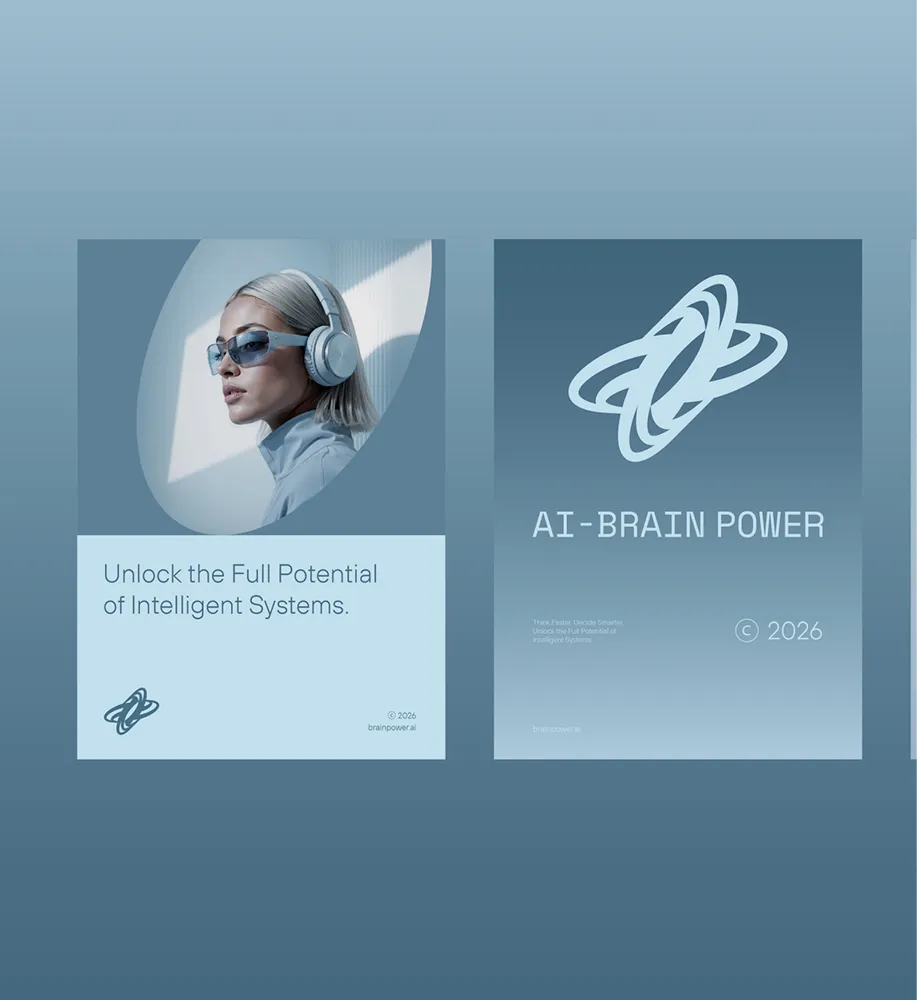 Unlock the Full Potential
of Intelligent Systems.
© 2026
brainpower.ai
AI-BRAIN POWER
Think Faster. Decide Smarter.
Unlock the Full Potential of
Intelligent Systems.
© 2026
brainpower.ai